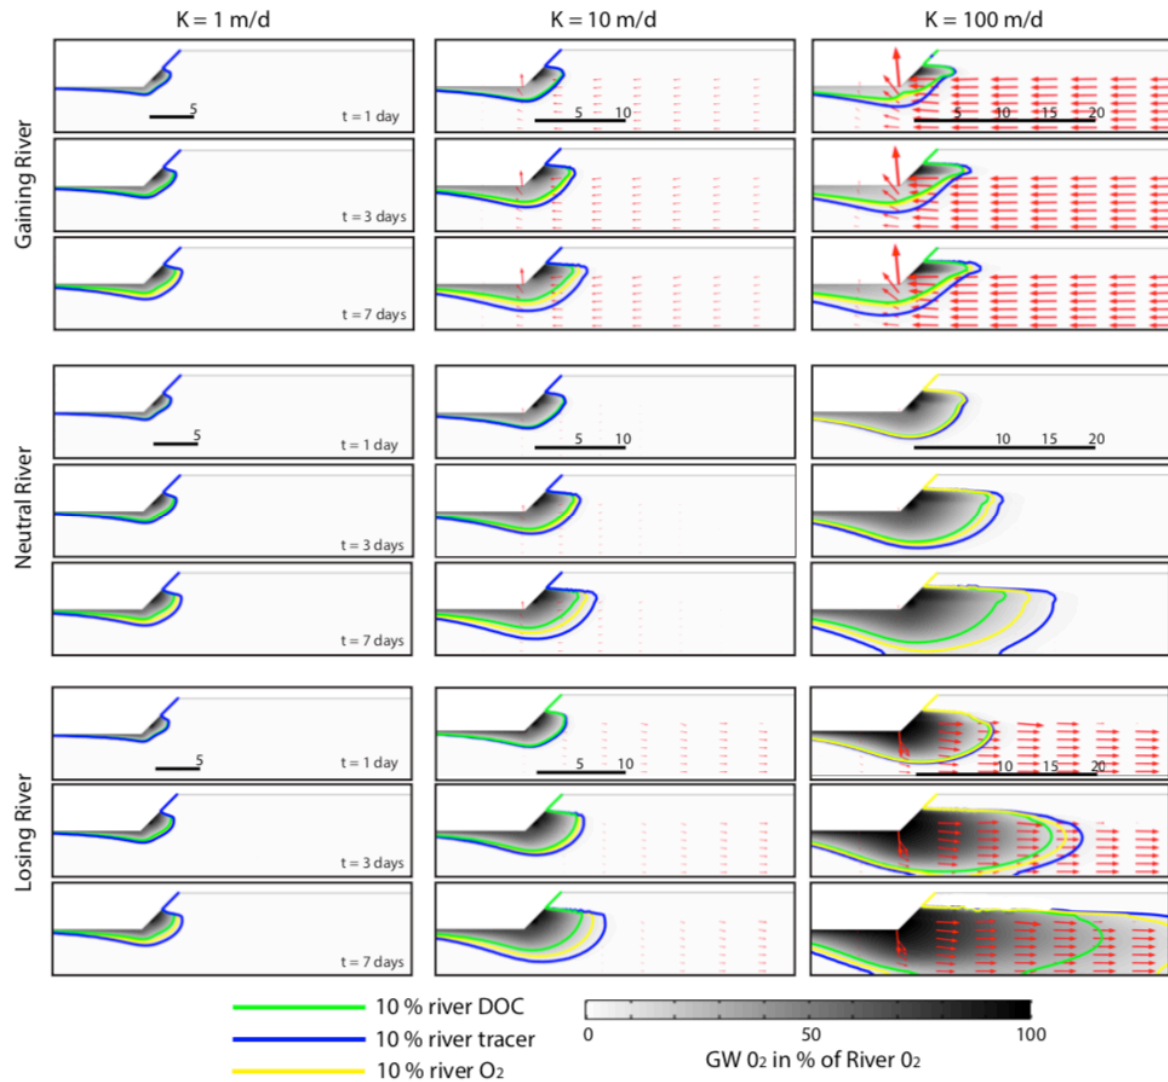 K = 1 m/d K = 10 m/d K = 100 m/d
Gaining River
5
t = 1 day
5 10
5 10 15 20
t = 3 days
t = 7 days
Neutral River
5
t = 1 day
5 10
10 15 20
t = 3 days
t = 7 days
Losing River
5
t = 1 day
5 10
10 15 20
t = 3 days
t = 7 days
10 % river DOC
10 % river tracer
10 % river O₂
0 50 100
GW 0₂ in % of River 0₂